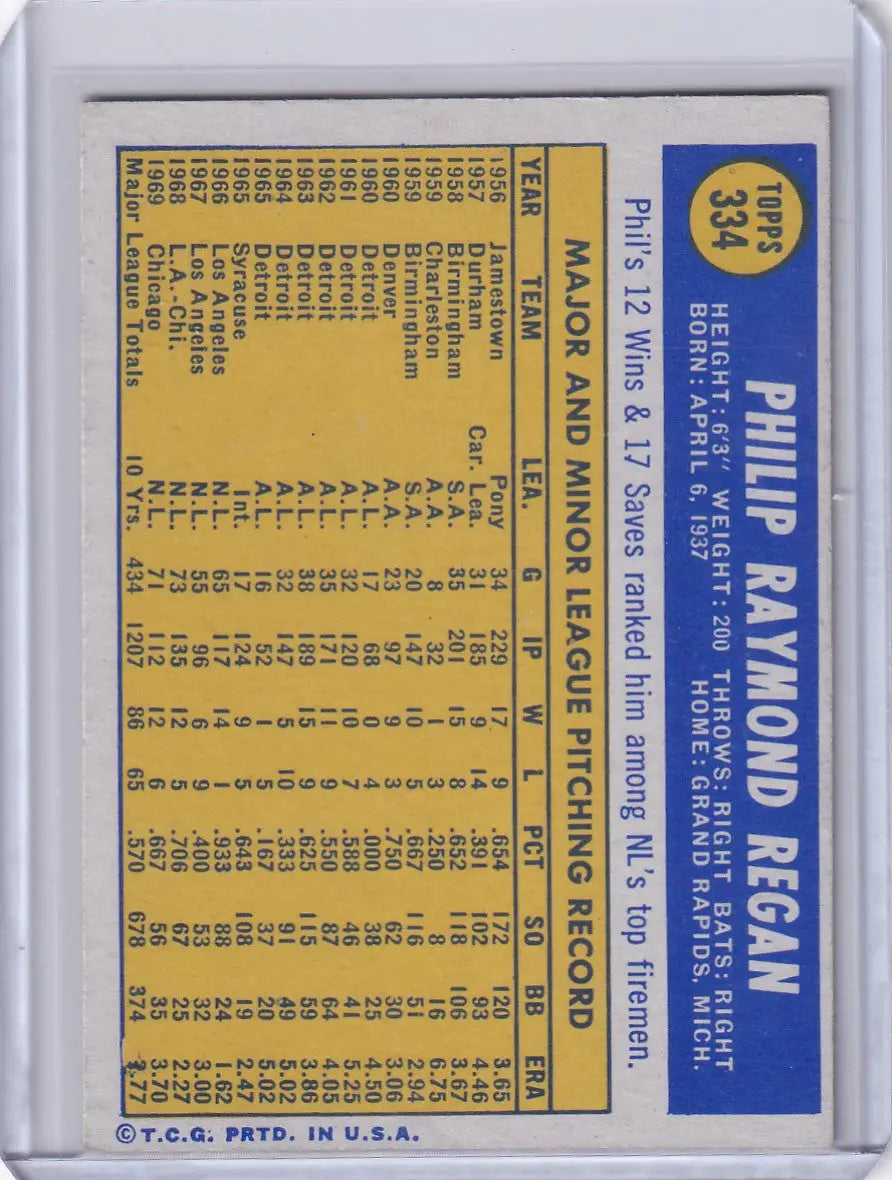 TOPPS
334
PHILIP RAYMOND REGAN
HEIGHT: 6'3" WEIGHT: 200 THROWS: RIGHT BATS: RIGHT
BORN: APRIL 6, 1937 HOME: GRAND RAPIDS, MICH.
Phil's 12 Wins & 17 Saves ranked him among NL's top firemen.
MAJOR AND MINOR LEAGUE PITCHING RECORD
YEAR TEAM LEA. G IP W L PCT SO BB ERA
1956 Jamestown Pony 34 229 17 9 .654 172 120 3.65
1957 Durham Car. Lea. 31 185 9 14 .391 102 93 4.46
1958 Birmingham S.A. 35 201 15 8 .652 118 106 3.67
1959 Charleston A.A. 8 32 1 3 .250 8 16 6.75
1959 Birmingham S.A. 20 147 10 5 .667 116 51 2.94
1960 Denver A.A. 23 97 9 3 .750 62 30 3.06
1960 Detroit A.L. 17 68 0 4 .000 38 25 4.50
1961 Detroit A.L. 32 120 10 7 .588 46 41 5.25
1962 Detroit A.L. 35 171 11 9 .550 87 64 4.05
1963 Detroit A.L. 38 189 15 9 .625 115 59 3.86
1964 Detroit A.L. 32 147 5 10 .333 91 49 5.02
1965 Detroit A.L. 16 52 1 5 .167 37 20 5.02
1965 Syracuse Int. 17 124 9 5 .643 108 19 2.47
1966 Los Angeles N.L. 65 117 14 1 .933 88 24 1.62
1967 Los Angeles N.L. 55 96 6 9 .400 53 32 3.00
1968 L.A.-Chi. N.L. 73 135 12 5 .706 67 25 2.27
1969 Chicago N.L. 71 112 12 6 .667 56 35 3.70
Major League Totals 10 Yrs. 434 1207 86 65 .570 678 374 3.77
© T.C.G. PRTD. IN U.S.A.